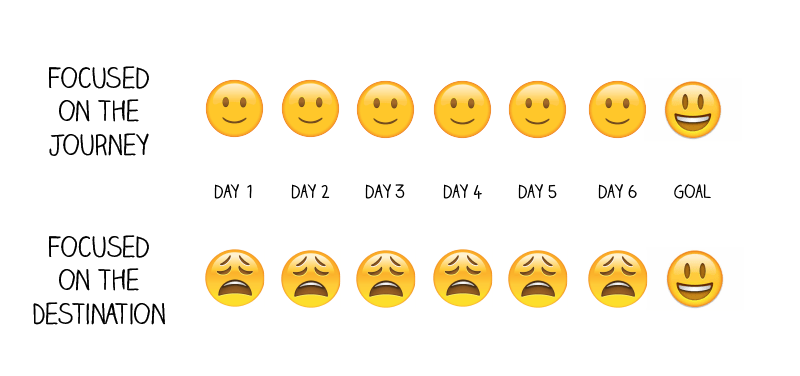 FOCUSED
ON THE
JOURNEY
DAY 1 DAY 2 DAY 3 DAY 4 DAY 5 DAY 6 GOAL
FOCUSED
ON THE
DESTINATION